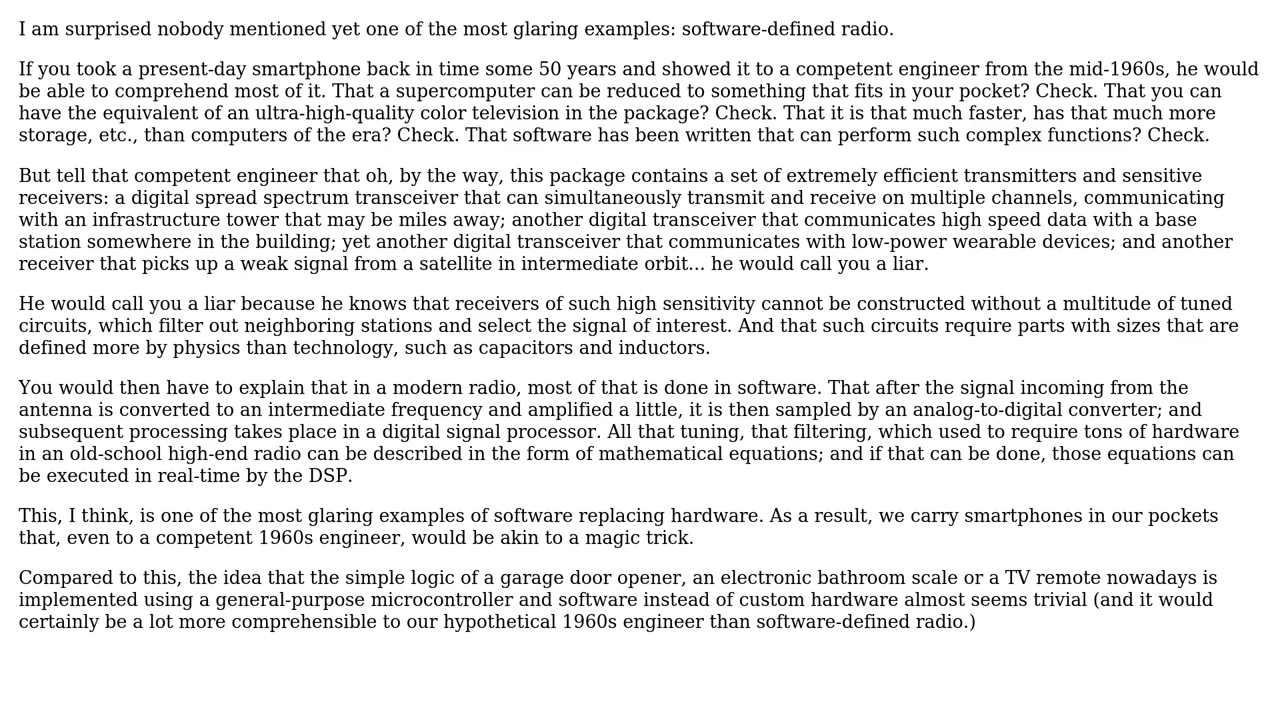 I am surprised nobody mentioned yet one of the most glaring examples: software-defined radio.
If you took a present-day smartphone back in time some 50 years and showed it to a competent engineer from the mid-1960s, he would
be able to comprehend most of it. That a supercomputer can be reduced to something that fits in your pocket? Check. That you can
have the equivalent of an ultra-high-quality color television in the package? Check. That it is that much faster, has that much more
storage, etc., than computers of the era? Check. That software has been written that can perform such complex functions? Check.
But tell that competent engineer that oh, by the way, this package contains a set of extremely efficient transmitters and sensitive
receivers: a digital spread spectrum transceiver that can simultaneously transmit and receive on multiple channels, communicating
with an infrastructure tower that may be miles away; another digital transceiver that communicates high speed data with a base
station somewhere in the building; yet another digital transceiver that communicates with low-power wearable devices; and another
receiver that picks up a weak signal from a satellite in intermediate orbit... he would call you a liar.
He would call you a liar because he knows that receivers of such high sensitivity cannot be constructed without a multitude of tuned
circuits, which filter out neighboring stations and select the signal of interest. And that such circuits require parts with sizes that are
defined more by physics than technology, such as capacitors and inductors.
You would then have to explain that in a modern radio, most of that is done in software. That after the signal incoming from the
antenna is converted to an intermediate frequency and amplified a little, it is then sampled by an analog-to-digital converter; and
subsequent processing takes place in a digital signal processor. All that tuning, that filtering, which used to require tons of hardware
in an old-school high-end radio can be described in the form of mathematical equations; and if that can be done, those equations can
be executed in real-time by the DSP.
This, I think, is one of the most glaring examples of software replacing hardware. As a result, we carry smartphones in our pockets
that, even to a competent 1960s engineer, would be akin to a magic trick.
Compared to this, the idea that the simple logic of a garage door opener, an electronic bathroom scale or a TV remote nowadays is
implemented using a general-purpose microcontroller and software instead of custom hardware almost seems trivial (and it would
certainly be a lot more comprehensible to our hypothetical 1960s engineer than software-defined radio.)